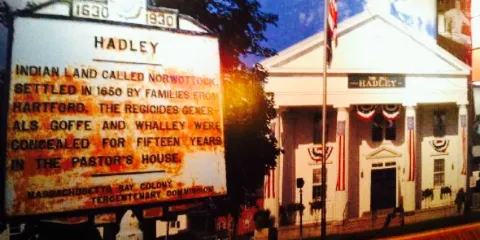 1630 1930
HADLEY
INDIAN LAND CALLED NORWOTTUCK,
SETTLED IN 1650 BY FAMILIES FROM
HARTFORD. THE REGICIDES GENER-
ALS GOFFE AND WHALLEY WERE
CONCEALED FOR FIFTEEN YEARS
IN THE PASTOR'S HOUSE.
MASSACHUSETTS BAY COLONY
TERCENTENARY COMMISSION
HADLEY